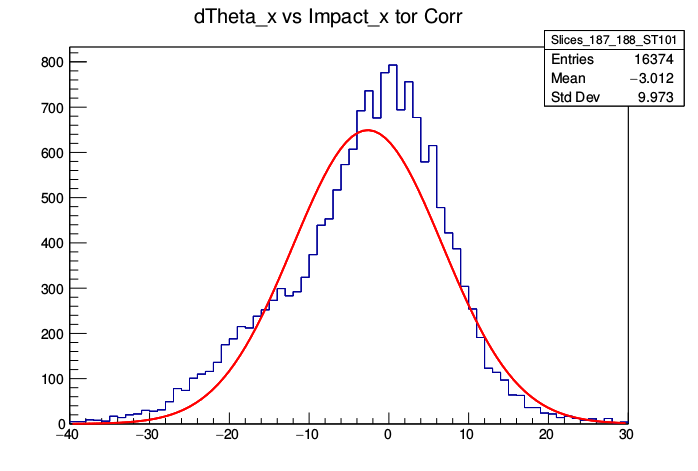 dTheta_x vs Impact_x tor Corr
Slices_187_188_ST101
Entries 16374
Mean −3.012
Std Dev 9.973
800
700
600
500
400
300
200
100
0
−40 −30 −20 −10 0 10 20 30